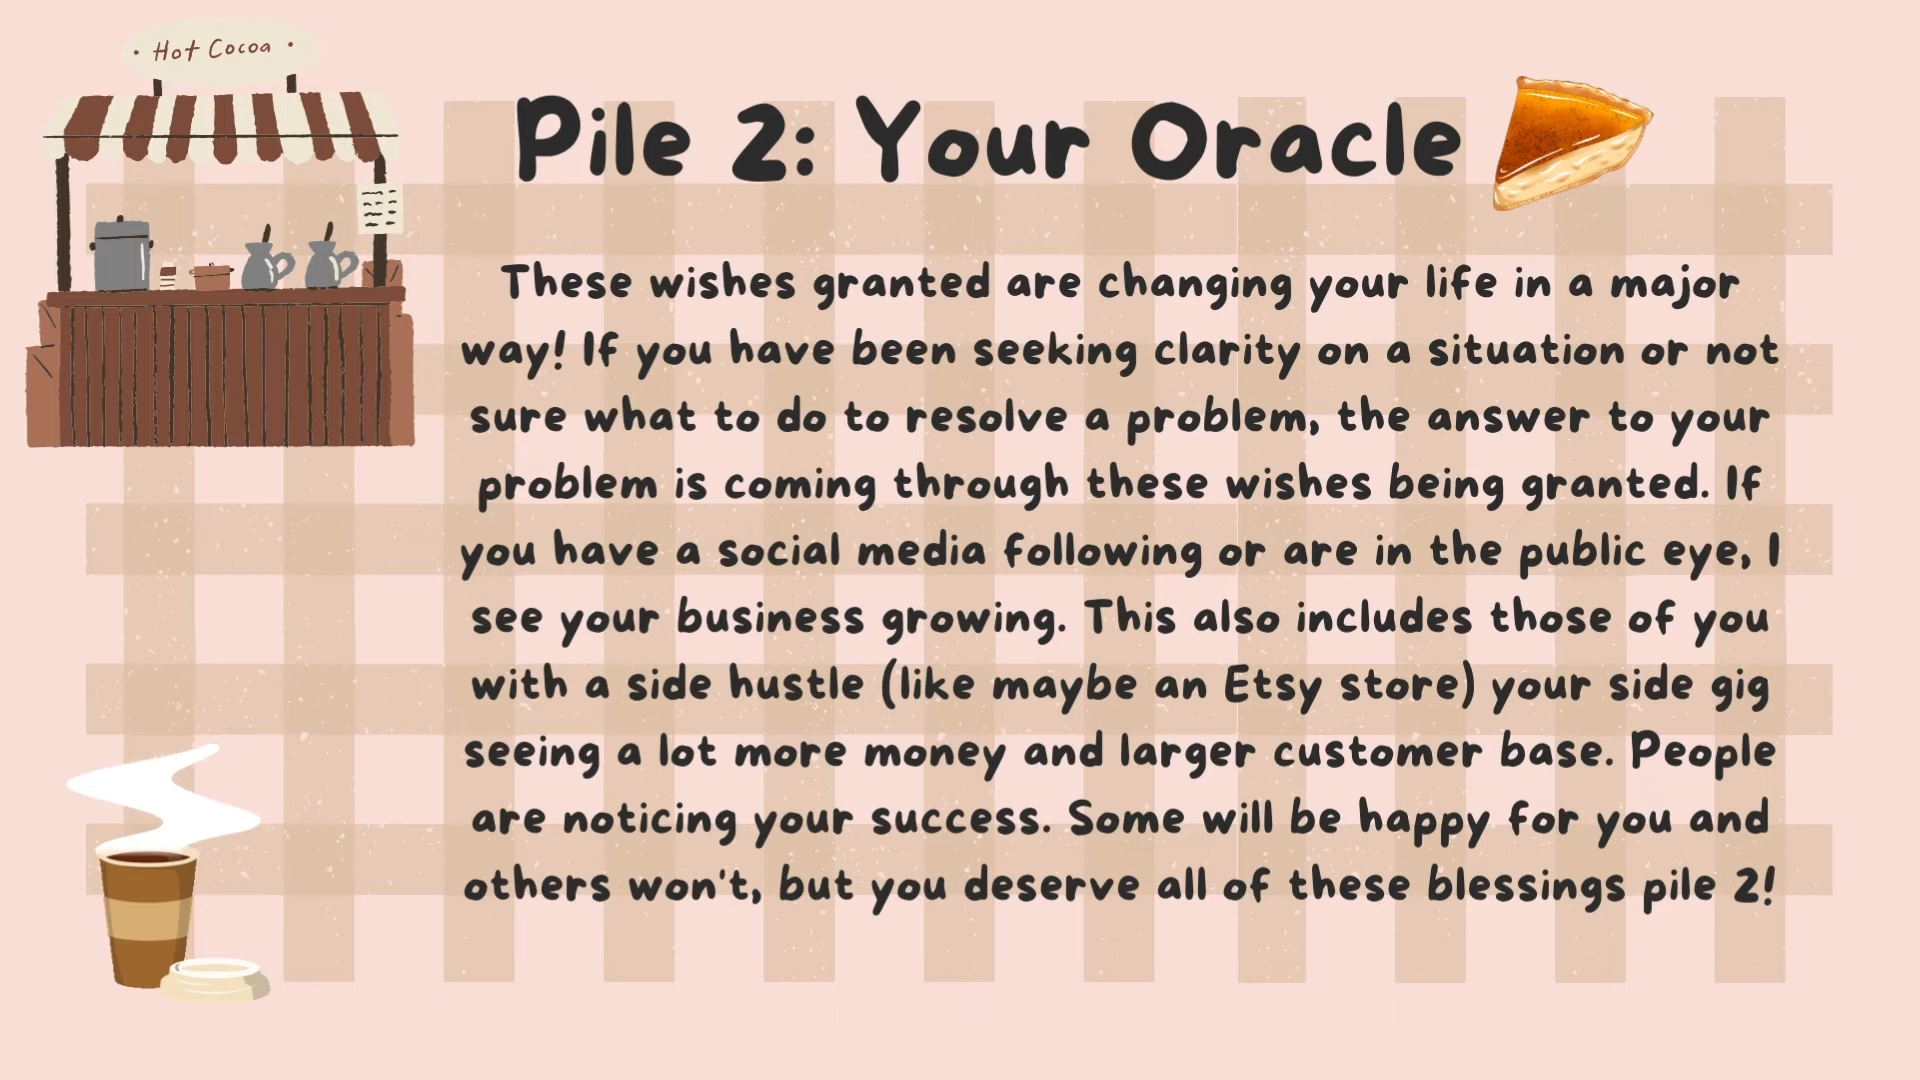 • Hot Cocoa •
Pile 2: Your Oracle
These wishes granted are changing your life in a major
way! If you have been seeking clarity on a situation or not
sure what to do to resolve a problem, the answer to your
problem is coming through these wishes being granted. If
you have a social media following or are in the public eye, I
see your business growing. This also includes those of you
with a side hustle (like maybe an Etsy store) your side gig
seeing a lot more money and larger customer base. People
are noticing your success. Some will be happy for you and
others won't, but you deserve all of these blessings pile 2!